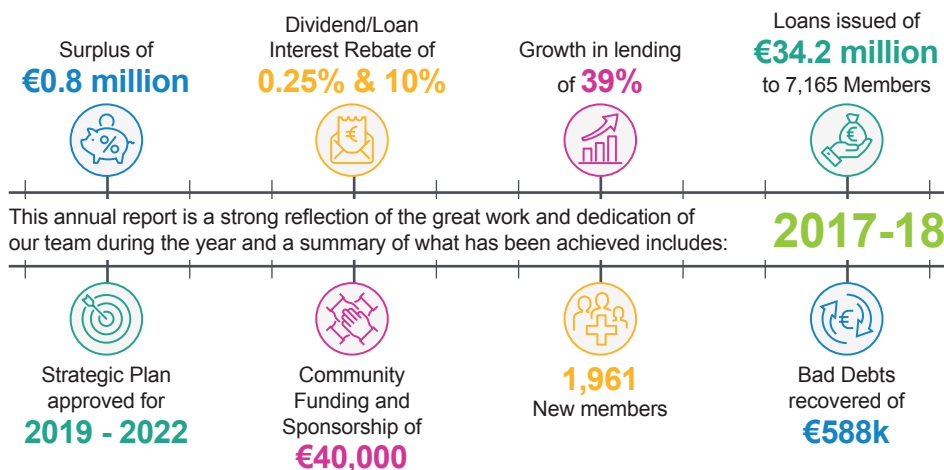 Surplus of
€0.8 million
Dividend/Loan
Interest Rebate of
0.25% & 10%
Growth in lending
of 39%
Loans issued of
€34.2 million
to 7,165 Members
%
€
€
This annual report is a strong reflection of the great work and dedication of
our team during the year and a summary of what has been achieved includes:
2017-18
€
Strategic Plan
approved for
2019 - 2022
Community
Funding and
Sponsorship of
€40,000
1,961
New members
Bad Debts
recovered of
€588k